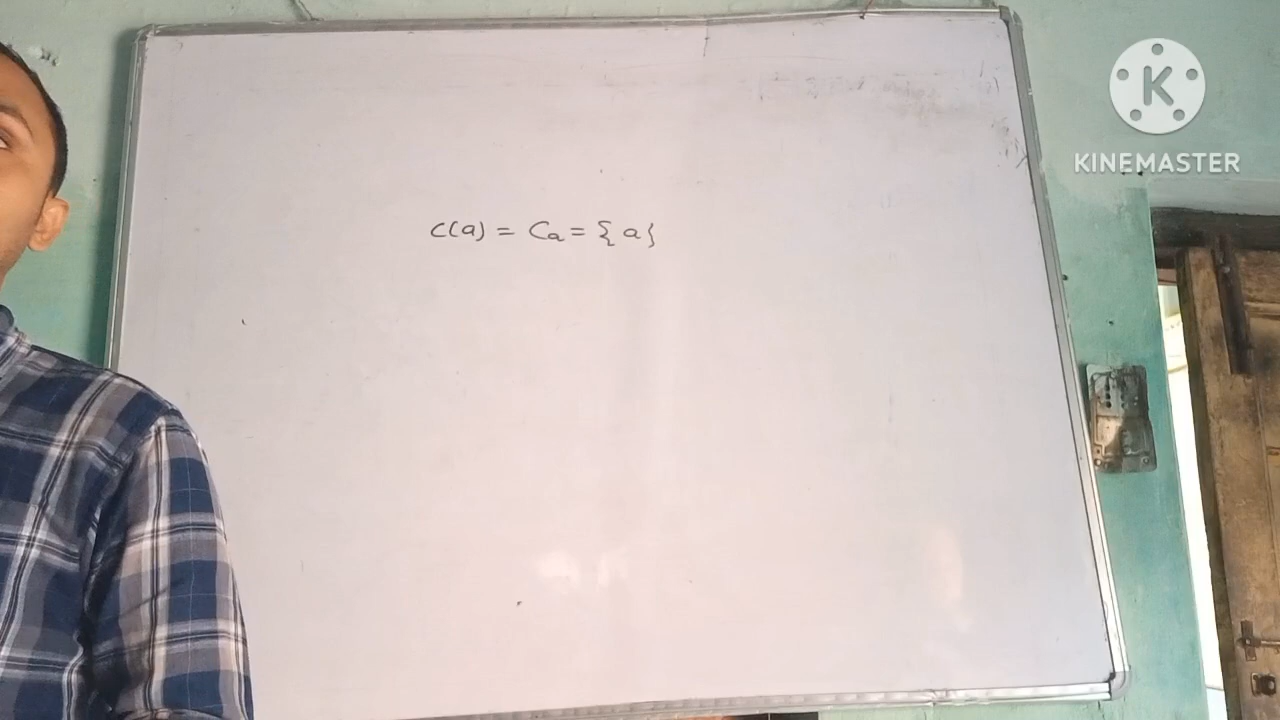 C(a) = Ca = { a }
KINEMASTER